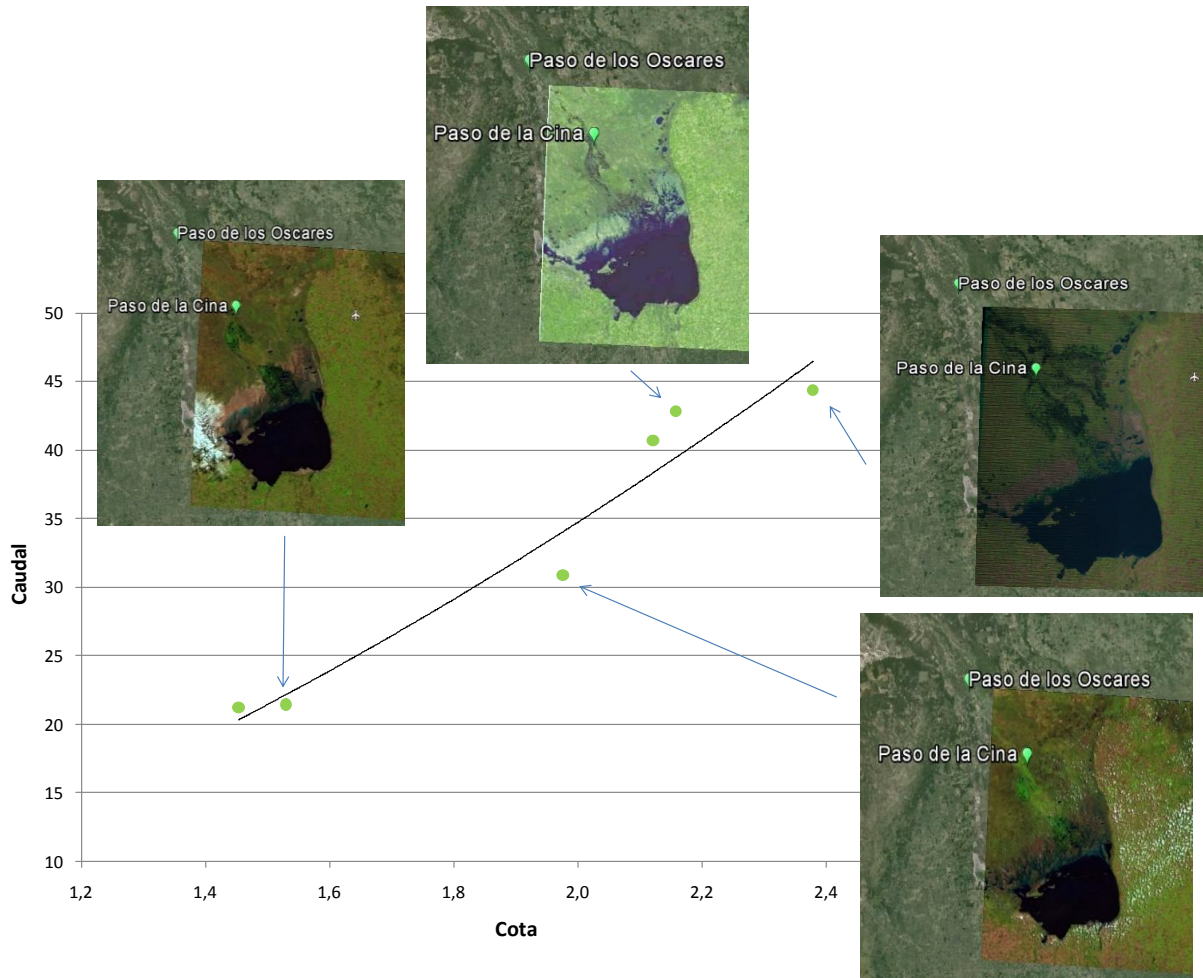 Paso de los Oscares
Paso de la Cina
Paso de los Oscares
Paso de la Cina
Paso de los Oscares
Paso de la Cina
Paso de los Oscares
Paso de la Cina
50
45
40
35
30
25
20
15
10
Caudal
1,2 1,4 1,6 1,8 2,0 2,2 2,4
Cota